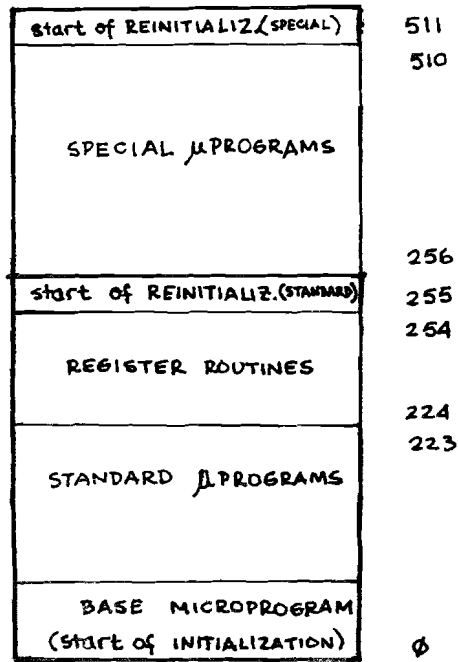 start of REINITIALIZ.(SPECIAL) 511
510
SPECIAL μPROGRAMS
256
start of REINITIALIZ.(STANDARD) 255
254
REGISTER ROUTINES
224
223
STANDARD μPROGRAMS
BASE MICROPROGRAM
(start of INITIALIZATION) ø